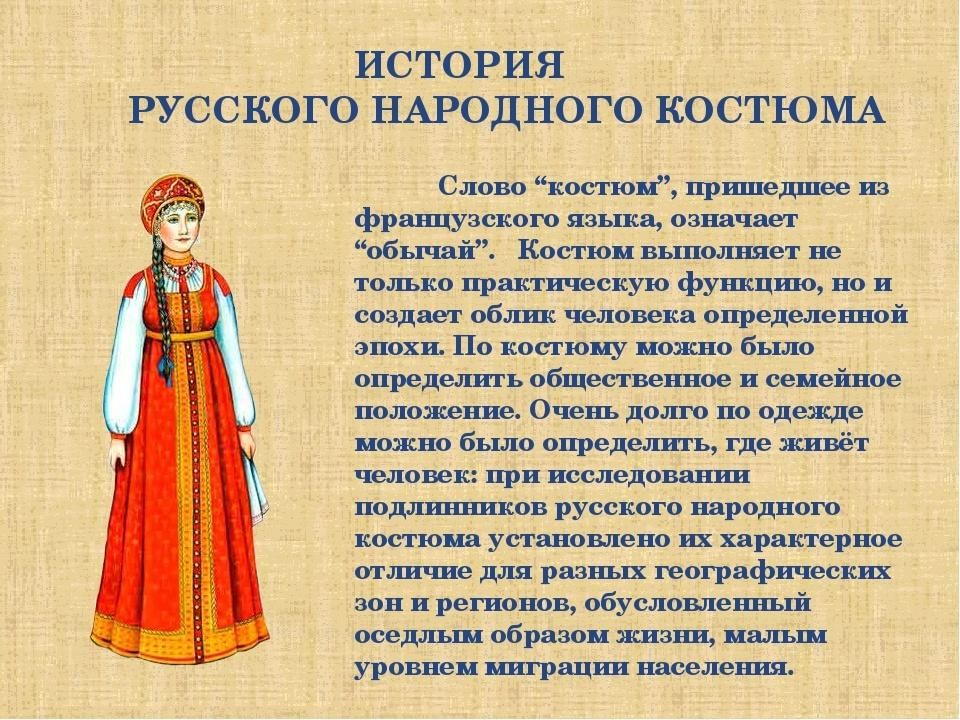 ИСТОРИЯ
РУССКОГО НАРОДНОГО КОСТЮМА
Слово “костюм”, пришедшее из
французского языка, означает
“обычай”. Костюм выполняет не
только практическую функцию, но и
создает облик человека определенной
эпохи. По костюму можно было
определить общественное и семейное
положение. Очень долго по одежде
можно было определить, где живёт
человек: при исследовании
подлинников русского народного
костюма установлено их характерное
отличие для разных географических
зон и регионов, обусловленный
оседлым образом жизни, малым
уровнем миграции населения.